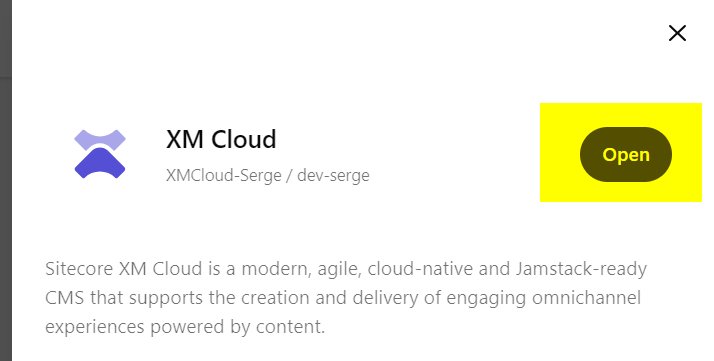 XM Cloud
Open
XMCloud-Serge / dev-serge
Sitecore XM Cloud is a modern, agile, cloud-native and Jamstack-ready
CMS that supports the creation and delivery of engaging omnichannel
experiences powered by content.